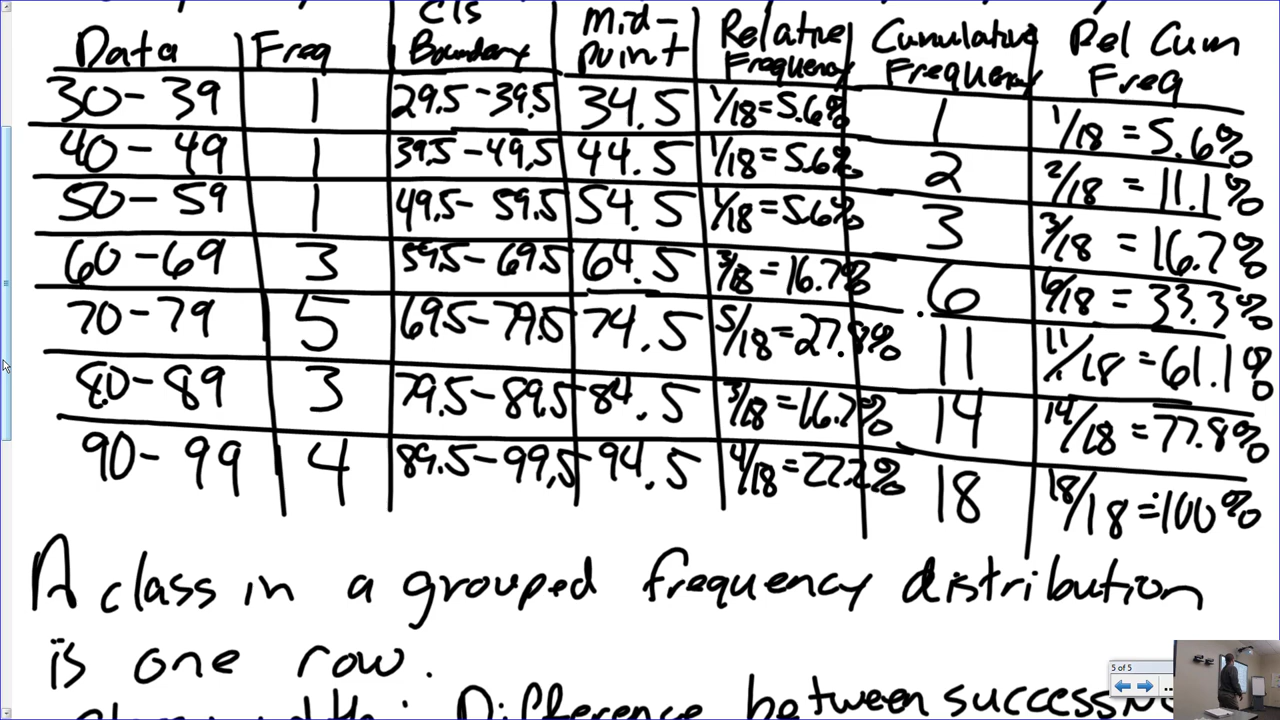 Data Freq Cls Boundary Mid-point Relative Frequency Cumulative Frequency Rel Cum Freq
30-39 1 29.5-39.5 34.5 1/18=5.6% 1 1/18=5.6%
40-49 1 39.5-49.5 44.5 1/18=5.6% 2 2/18=11.1%
50-59 1 49.5-59.5 54.5 1/18=5.6% 3 3/18=16.7%
60-69 3 59.5-69.5 64.5 3/18=16.7% 6 6/18=33.3%
70-79 5 69.5-79.5 74.5 5/18=27.8% 11 11/18=61.1%
80-89 3 79.5-89.5 84.5 3/18=16.7% 14 14/18=77.8%
90-99 4 89.5-99.5 94.5 4/18=22.2% 18 18/18=100%
A class in a grouped frequency distribution
is one row.
Difference between
5 of 5